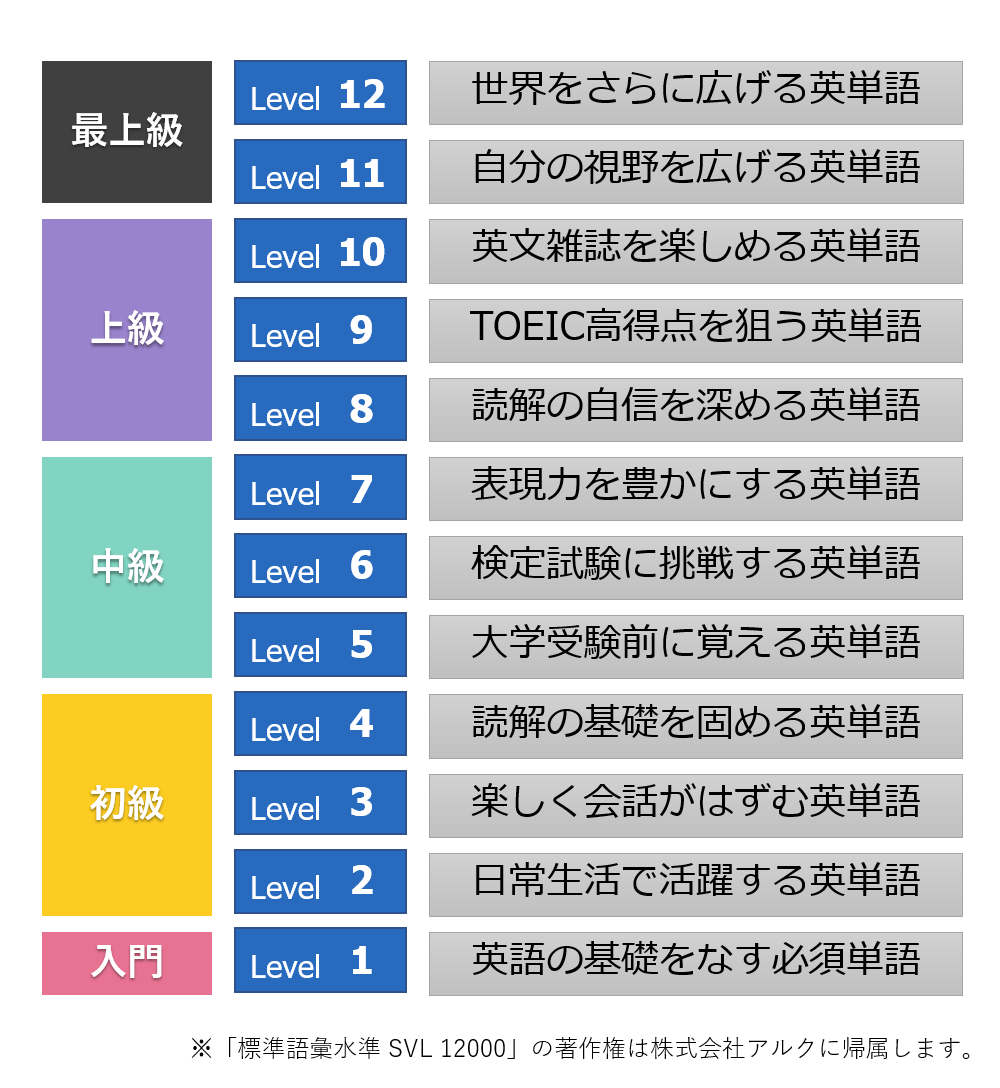 最上級
Level 12 世界をさらに広げる英単語
Level 11 自分の視野を広げる英単語
上級
Level 10 英文雑誌を楽しめる英単語
Level 9 TOEIC高得点を狙う英単語
Level 8 読解の自信を深める英単語
中級
Level 7 表現力を豊かにする英単語
Level 6 検定試験に挑戦する英単語
Level 5 大学受験前に覚える英単語
初級
Level 4 読解の基礎を固める英単語
Level 3 楽しく会話がはずむ英単語
Level 2 日常生活で活躍する英単語
入門
Level 1 英語の基礎をなす必須単語
※「標準語彙水準 SVL 12000」の著作権は株式会社アルクに帰属します。